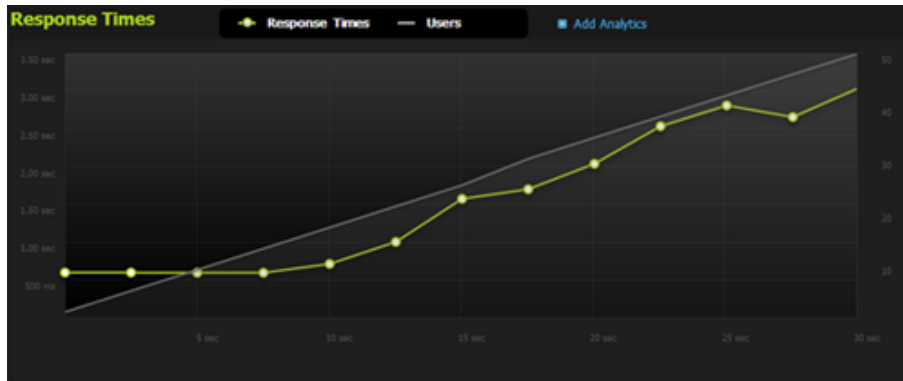 Response Times
Response Times Users
Add Analytics
3.50 sec
50
3.00 sec
40
2.50 sec
2.00 sec
30
1.50 sec
20
1.00 sec
10
500 ms
5 sec 10 sec 15 sec 20 sec 25 sec 30 sec